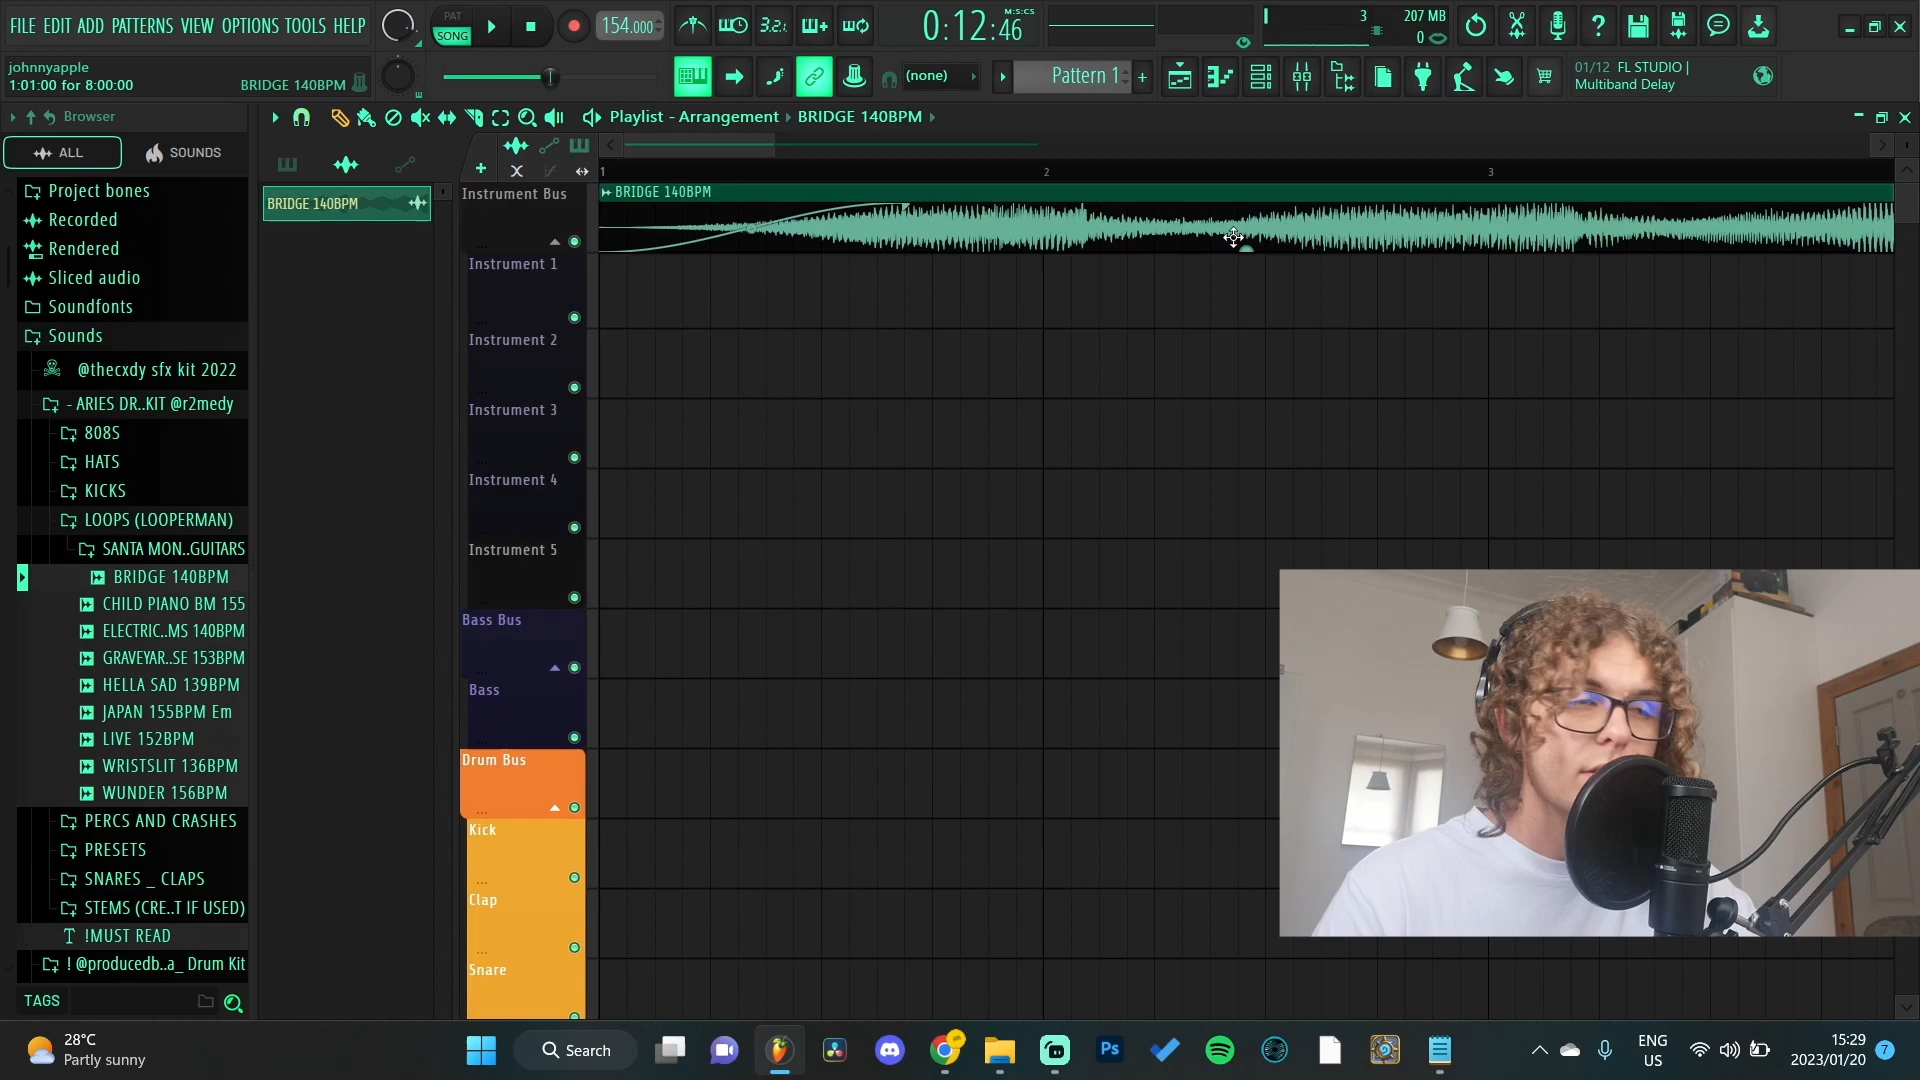 FILE EDIT ADD PATTERNS VIEW OPTIONS TOOLS HELP
PAT
SONG
154.000
3.2.
0:12:46
M:S:CS
3
207 MB
0
johnnyapple
1:01:00 for 8:00:00
BRIDGE 140BPM
(none)
Pattern 1
01/12 FL STUDIO |
Multiband Delay
Browser
Playlist - Arrangement BRIDGE 140BPM
ALL
SOUNDS
Project bones
Recorded
Rendered
Sliced audio
Soundfonts
Sounds
@thecxdy sfx kit 2022
- ARIES DR..KIT @r2medy
808S
HATS
KICKS
LOOPS (LOOPERMAN)
SANTA MON..GUITARS
BRIDGE 140BPM
CHILD PIANO BM 155
ELECTRIC..MS 140BPM
GRAVEYAR..SE 153BPM
HELLA SAD 139BPM
JAPAN 155BPM Em
LIVE 152BPM
WRISTSLIT 136BPM
WUNDER 156BPM
PERCS AND CRASHES
PRESETS
SNARES _ CLAPS
STEMS (CRE..T IF USED)
!MUST READ
! @producedb..a_ Drum Kit
TAGS
BRIDGE 140BPM
1
2
3
BRIDGE 140BPM
Instrument Bus
Instrument 1
Instrument 2
Instrument 3
Instrument 4
Instrument 5
Bass Bus
Bass
Drum Bus
Kick
Clap
Snare
28°C
Partly sunny
Search
Ps
ENG
US
15:29
2023/01/20
7